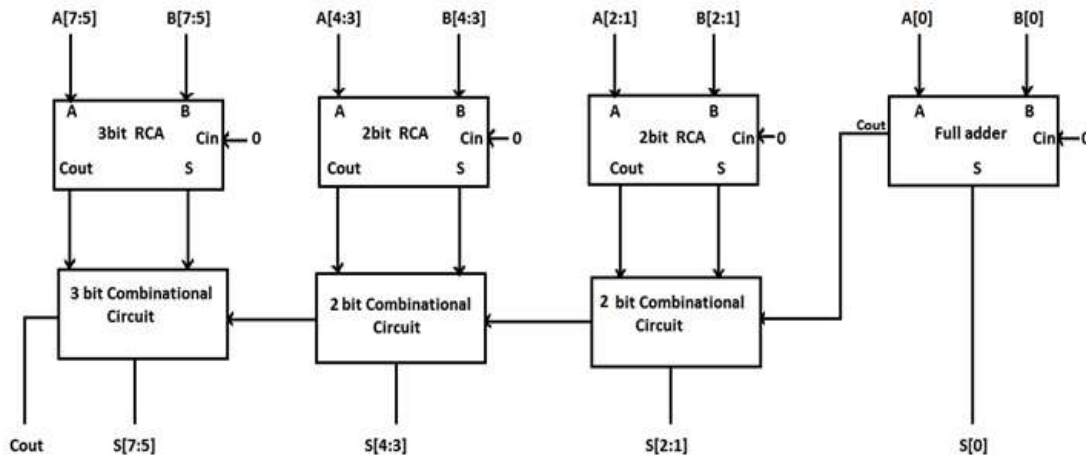 A[7:5] B[7:5] A[4:3] B[4:3] A[2:1] B[2:1] A[0] B[0]
A B A B A B A B
3bit RCA 2bit RCA 2bit RCA Full adder
Cin 0 Cin 0 Cin 0 Cout Cin 0
Cout S Cout S Cout S S
3 bit Combinational 2 bit Combinational 2 bit Combinational
Circuit Circuit Circuit
Cout S[7:5] S[4:3] S[2:1] S[0]